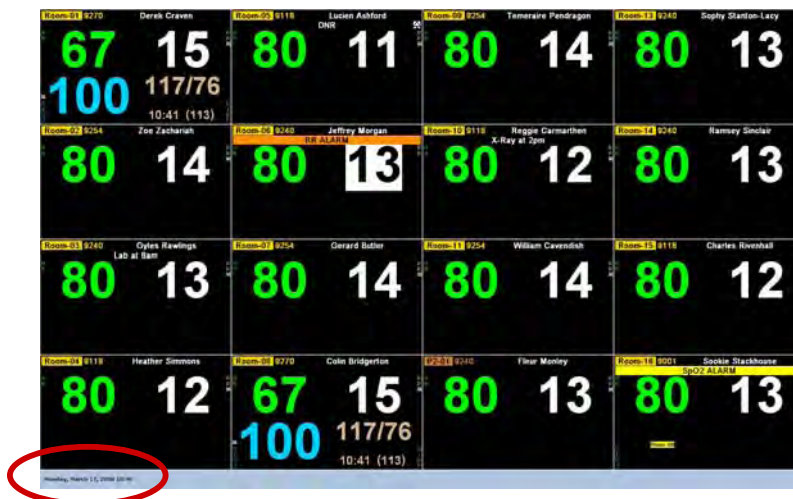 Room-01 9270 Derek Craven
67 15
100 117/76
10:41 (113)
Room-05 9118 Lucien Ashford
DNR
80 11
Room-09 9254 Temeraire Pendragon
80 14
Room-13 9240 Sophy Stanton-Lacy
80 13
Room-02 9254 Zoe Zachariah
80 14
Room-06 9240 Jeffrey Morgan
RR ALARM
80 13
Room-10 9118 Reggie Carmarthen
X-Ray at 2pm
80 12
Room-14 9240 Ramsey Sinclair
80 13
Room-03 9240 Gyles Rawlings
Lab at 8am
80 13
Room-07 9254 Gerard Butler
80 14
Room-11 9254 William Cavendish
80 14
Room-15 9118 Charles Rivenhall
80 12
Room-04 9118 Heather Simmons
80 12
Room-08 9270 Colin Bridgerton
67 15
100 117/76
10:41 (113)
P2-01 9240 Fleur Monley
80 13
Room-16 9001 Sookie Stackhouse
SpO2 ALARM
80 13
Monday, March 17, 2008